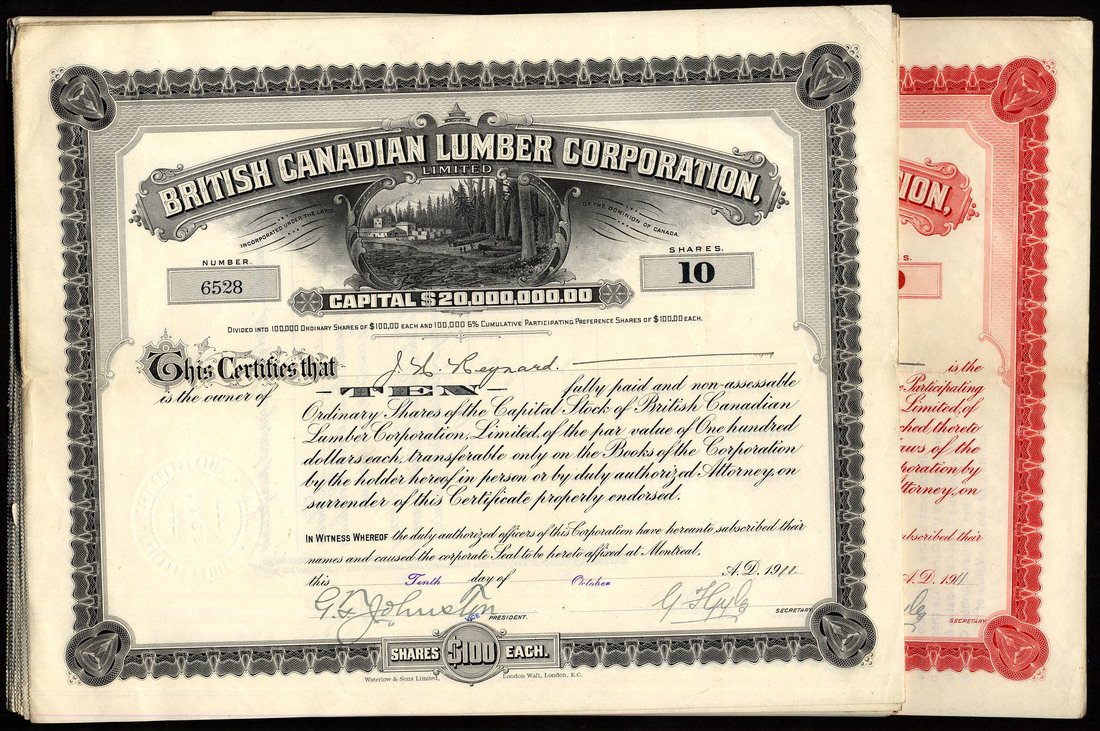 BRITISH CANADIAN LUMBER CORPORATION,
LIMITED
INCORPORATED UNDER THE LAWS
OF THE DOMINION OF CANADA.
NUMBER.
6528
SHARES.
10
CAPITAL $20,000,000.00
DIVIDED INTO 100,000 ORDINARY SHARES OF $100,00 EACH AND 100,000 6% CUMULATIVE PARTICIPATING PREFERENCE SHARES OF $100,00 EACH.
This Certifies that J. H. Reynard.
is the owner of - TEN - fully paid and non-assessable
Ordinary Shares of the Capital Stock of British Canadian
Lumber Corporation, Limited, of the par value of One hundred
dollars each, transferable only on the Books of the Corporation
by the holder hereof in person or by duly authorized Attorney, on
surrender of this Certificate properly endorsed.
IN WITNESS WHEREOF the duly authorized officers of this Corporation have hereunto subscribed their
names and caused the corporate Seal to be hereto affixed at Montreal.
this Tenth day of October A.D. 1911.
G. F. Johnston
VICE PRESIDENT.
SECRETARY.
SHARES $100 EACH.
Waterlow & Sons Limited, London Wall, London, E.C.
ION,
S.
is the
e Participating
Limited, of
ched thereto
aws of the
poration by
ttorney, on
ubscribed their
A.D. 1911
SECRETARY.